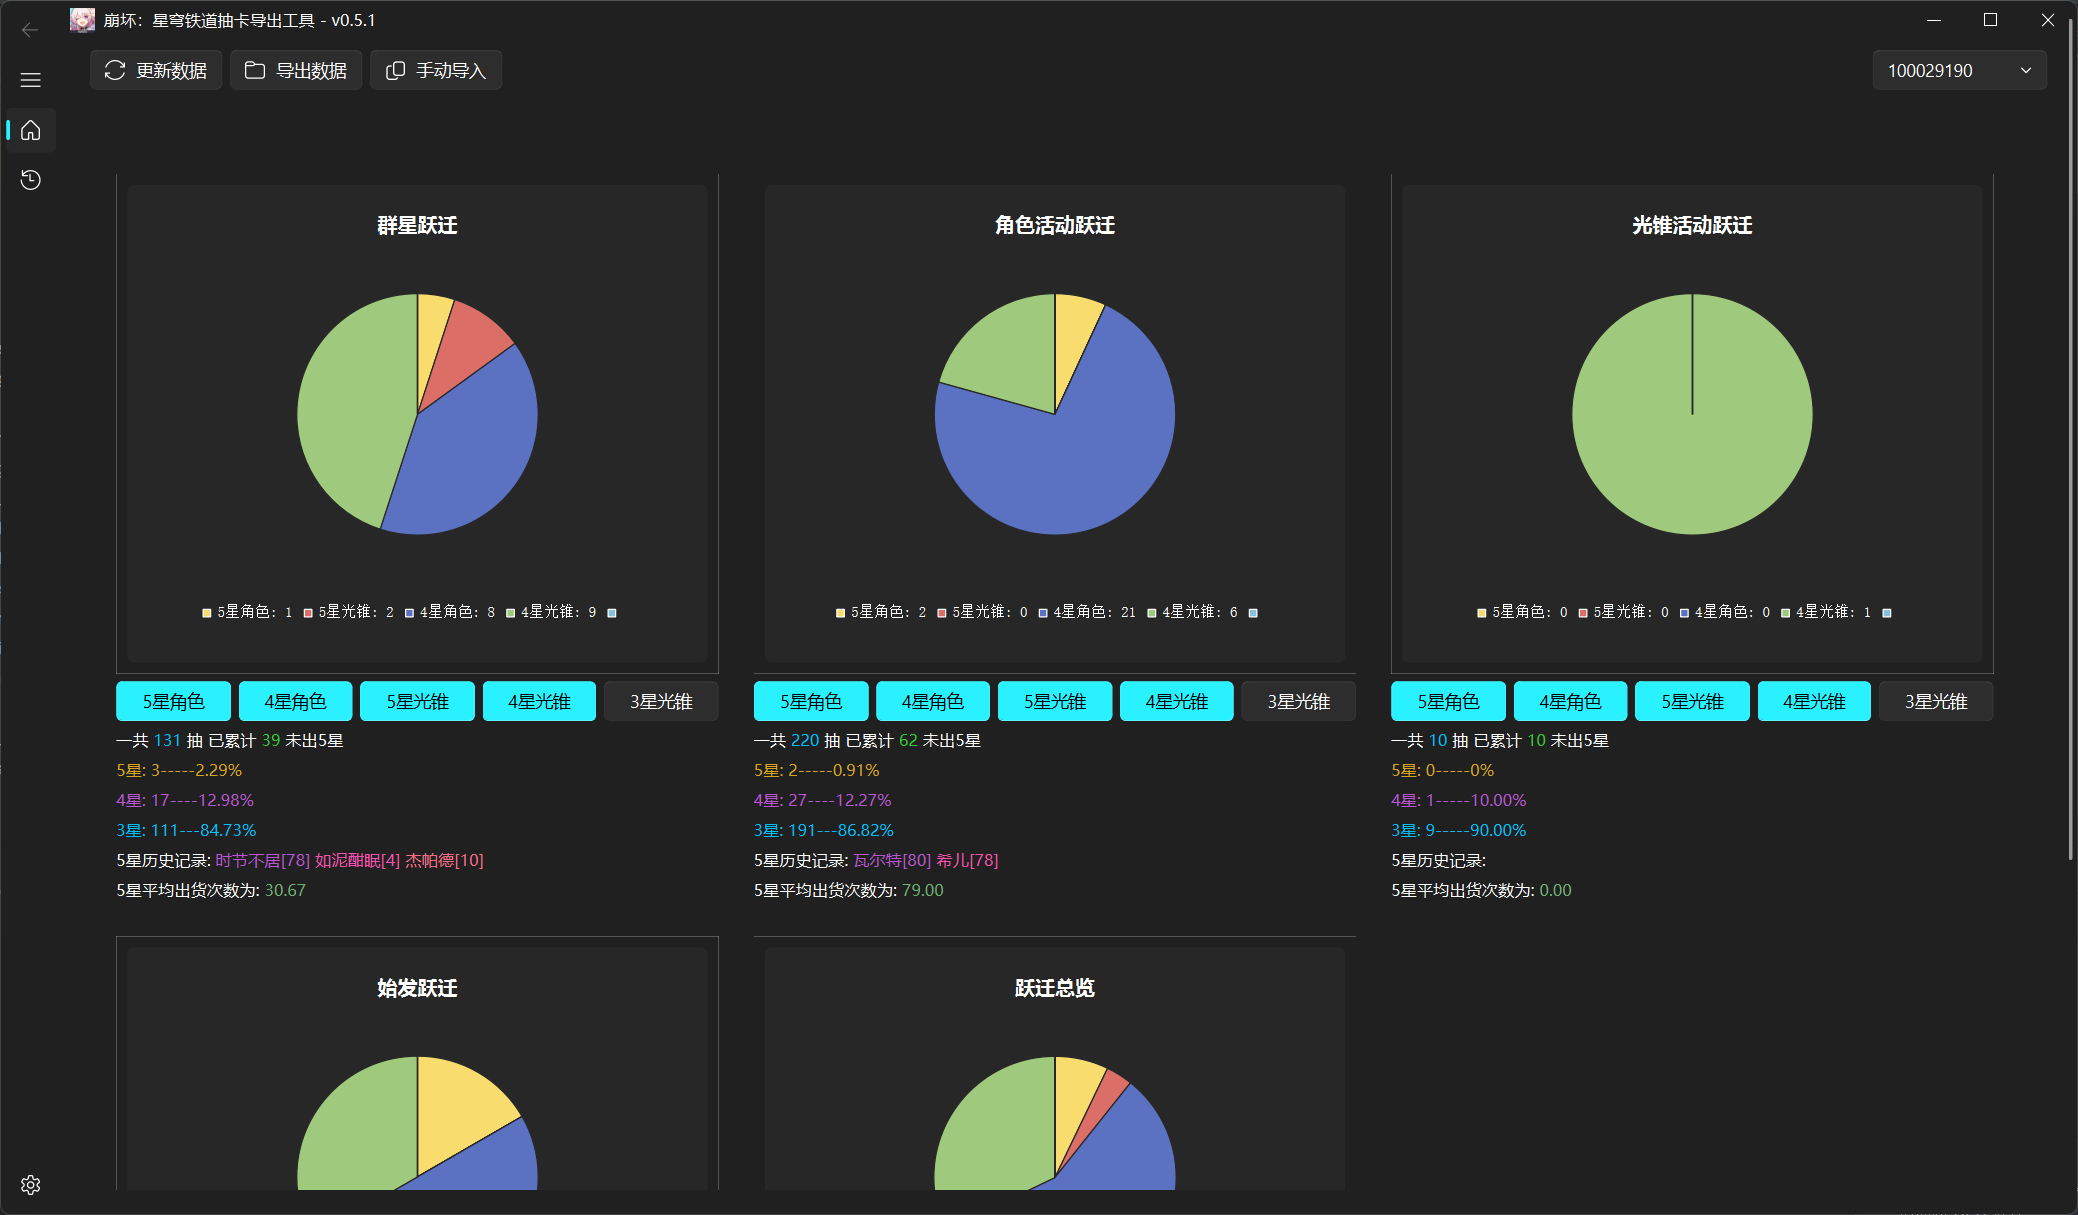 崩坏：星穹铁道抽卡导出工具 - v0.5.1
更新数据 导出数据 手动导入 100029190
群星跃迁
5星角色: 1 5星光锥: 2 4星角色: 8 4星光锥: 9
5星角色 4星角色 5星光锥 4星光锥 3星光锥
一共 131 抽 已累计 39 未出5星
5星: 3-----2.29%
4星: 17----12.98%
3星: 111---84.73%
5星历史记录: 时节不居[78] 如泥酣眠[4] 杰帕德[10]
5星平均出货次数为: 30.67
角色活动跃迁
5星角色: 2 5星光锥: 0 4星角色: 21 4星光锥: 6
5星角色 4星角色 5星光锥 4星光锥 3星光锥
一共 220 抽 已累计 62 未出5星
5星: 2-----0.91%
4星: 27----12.27%
3星: 191---86.82%
5星历史记录: 瓦尔特[80] 希儿[78]
5星平均出货次数为: 79.00
光锥活动跃迁
5星角色: 0 5星光锥: 0 4星角色: 0 4星光锥: 1
5星角色 4星角色 5星光锥 4星光锥 3星光锥
一共 10 抽 已累计 10 未出5星
5星: 0-----0%
4星: 1-----10.00%
3星: 9-----90.00%
5星历史记录:
5星平均出货次数为: 0.00
始发跃迁
跃迁总览